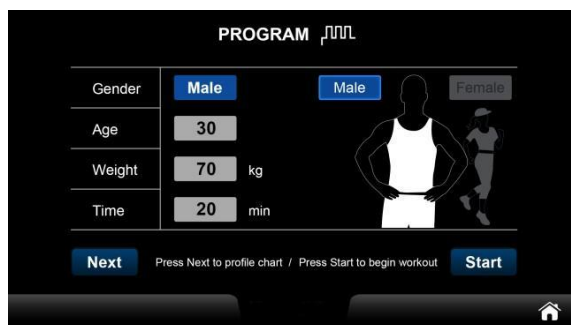 PROGRAM
Gender Male Male Female
Age 30
Weight 70 kg
Time 20 min
Next Press Next to profile chart / Press Start to begin workout Start